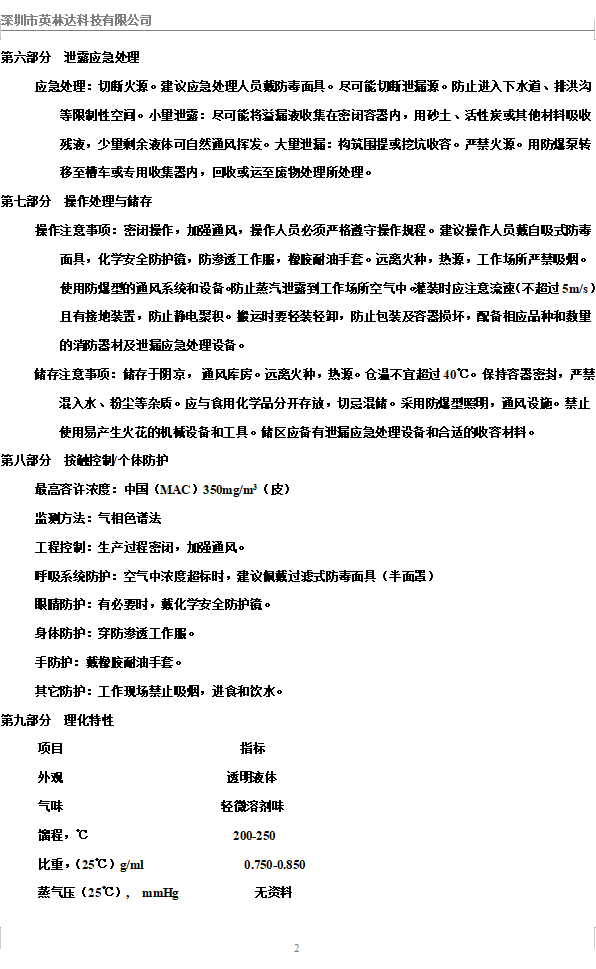 深圳市英赫达科技有限公司
第六部分 泄露应急处理
应急处理：切断火源。建议应急处理人员戴防毒面具。尽可能切断泄漏源。防止进入下水道、排洪沟
等限制性空间。小量泄露：尽可能将溢漏液收集在密闭容器内，用砂土、活性炭或其他材料吸收
残液，少量剩余液体可自然通风挥发。大量泄漏：构筑围提或挖坑收容。严禁火源。用防爆泵转
移至槽车或专用收集器内，回收或运至废物处理所处理。
第七部分 操作处理与储存
操作注意事项：密闭操作，加强通风，操作人员必须严格遵守操作规程。建议操作人员戴自吸式防毒
面具，化学安全防护镜，防渗透工作服，橡胶耐油手套。远离火种，热源，工作场所严禁吸烟。
使用防爆型的通风系统和设备。防止蒸汽泄露到工作场所空气中。灌装时应注意流速（不超过 5m/s）
且有接地装置，防止静电聚积。搬运时要轻装轻卸，防止包装及容器损坏，配备相应品种和数量
的消防器材及泄漏应急处理设备。
储存注意事项：储存于阴凉，通风库房。远离火种，热源。仓温不宜超过 40℃。保持容器密封，严禁
混入水、粉尘等杂质。应与食用化学品分开存放，切忌混储。采用防爆型照明，通风设施。禁止
使用易产生火花的机械设备和工具。储区应备有泄漏应急处理设备和合适的收容材料。
第八部分 接触控制/个体防护
最高容许浓度：中国（MAC）350mg/m³（皮）
监测方法：气相色谱法
工程控制：生产过程密闭，加强通风。
呼吸系统防护：空气中浓度超标时，建议佩戴过滤式防毒面具（半面罩）
眼睛防护：有必要时，戴化学安全防护镜。
身体防护：穿防渗透工作服。
手防护：戴橡胶耐油手套。
其它防护：工作现场禁止吸烟，进食和饮水。
第九部分 理化特性
项目 指标
外观 透明液体
气味 轻微溶剂味
馏程，℃ 200-250
比重，（25℃）g/ml 0.750-0.850
蒸气压（25℃）， mmHg 无资料
2